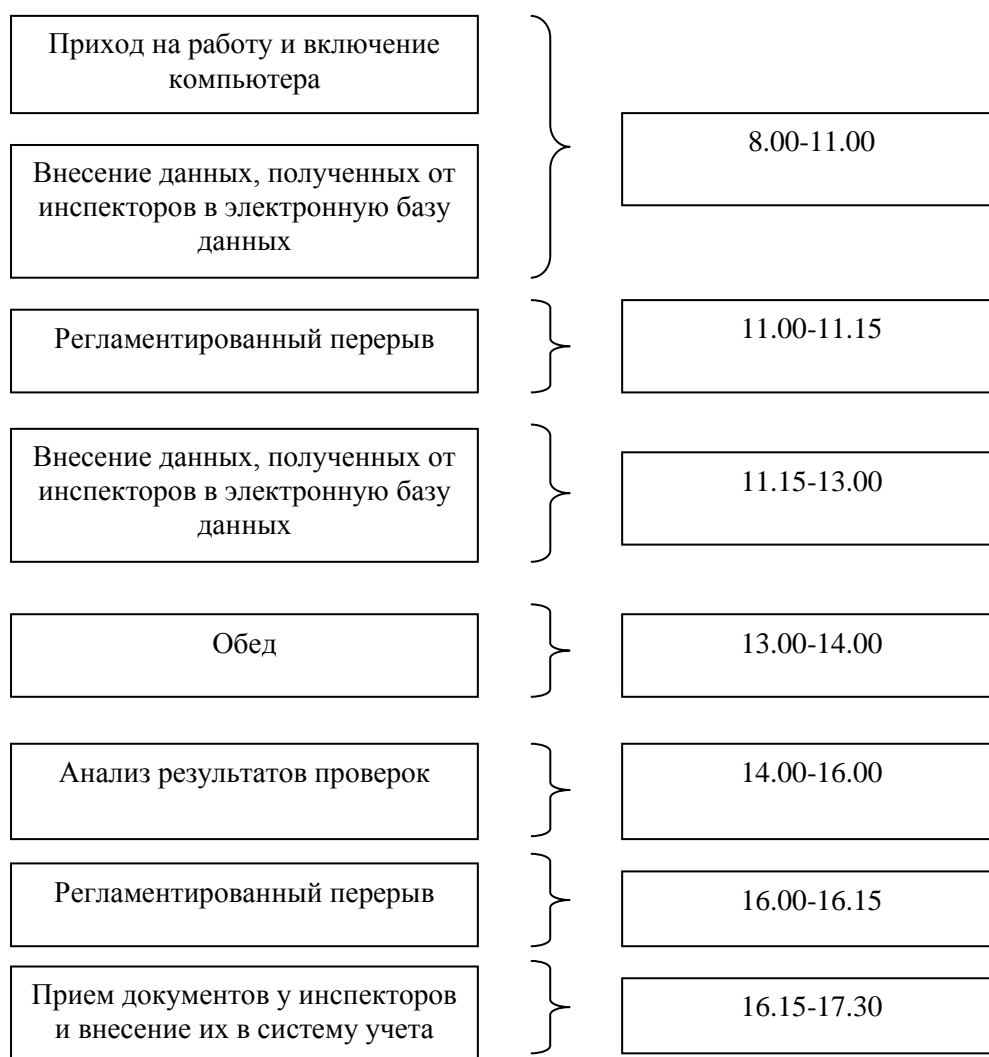 Приход на работу и включение
компьютера
8.00-11.00
Внесение данных, полученных от
инспекторов в электронную базу
данных
Регламентированный перерыв
11.00-11.15
Внесение данных, полученных от
инспекторов в электронную базу
данных
11.15-13.00
Обед
13.00-14.00
Анализ результатов проверок
14.00-16.00
Регламентированный перерыв
16.00-16.15
Прием документов у инспекторов
и внесение их в систему учета
16.15-17.30